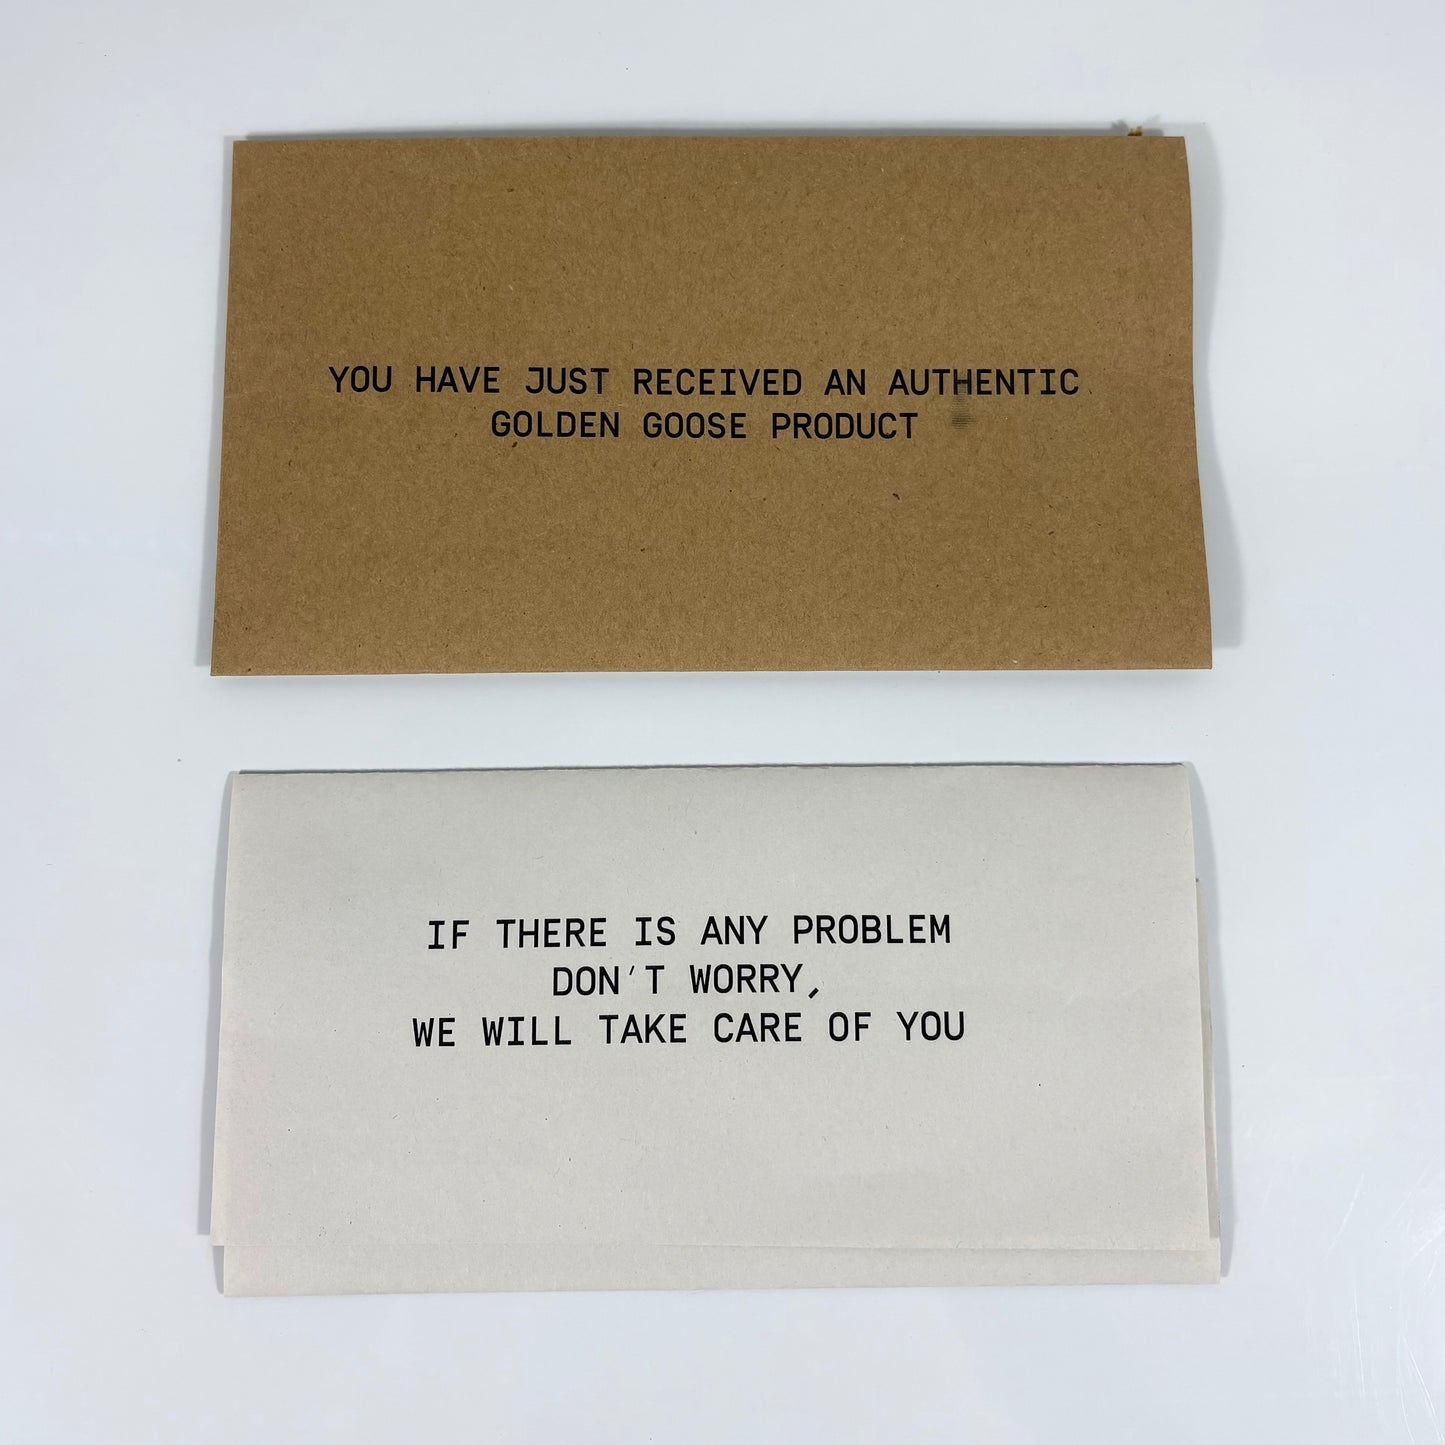 YOU HAVE JUST RECEIVED AN AUTHENTIC
GOLDEN GOOSE PRODUCT
IF THERE IS ANY PROBLEM
DON'T WORRY,
WE WILL TAKE CARE OF YOU